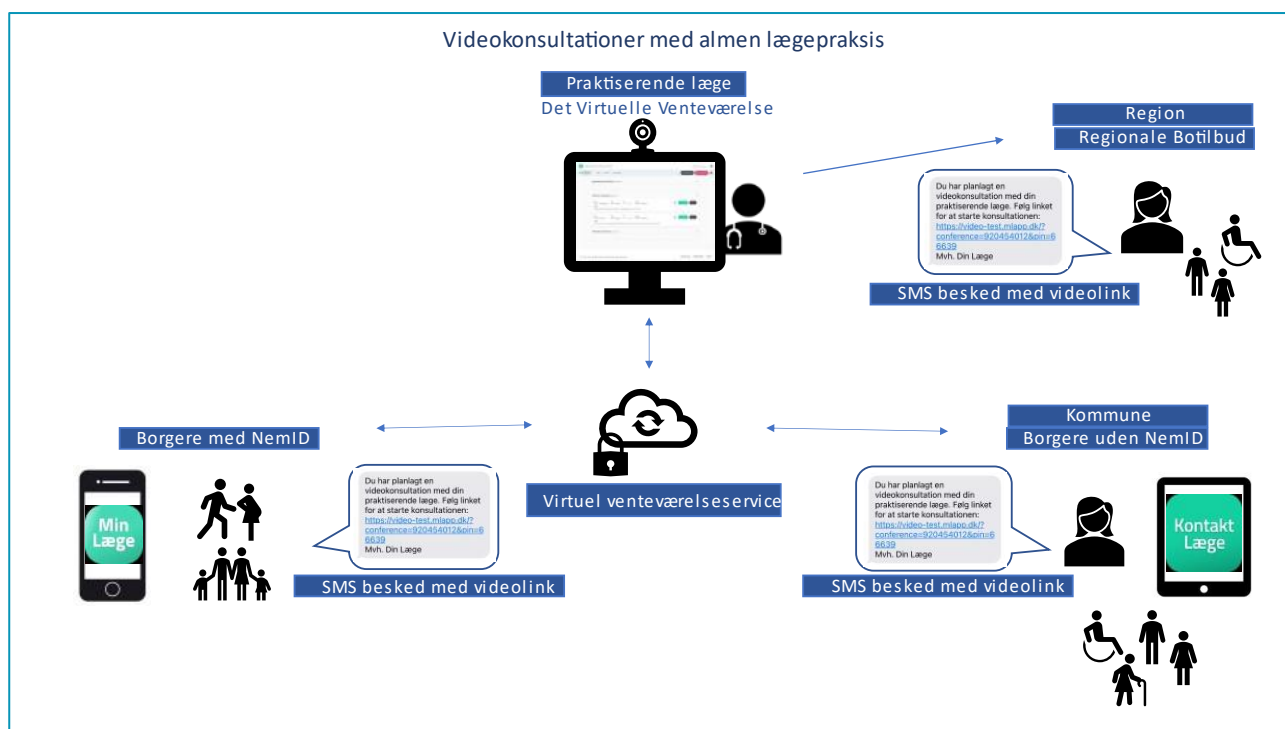 Videokonsultationer med almen lægepraksis
Praktiserende læge
Det Virtuelle Venteværelse
Region
Regionale Botilbud
Du har planlagt en
videokonsultation med din
praktiserende læge. Følg linket
for at starte konsultationen:
https://video-test.mlapp.dk/?
conference=920454012&pin=6
6639
Mvh. Din Læge
SMS besked med videolink
Borgere med NemID
Min
Læge
Du har planlagt en
videokonsultation med din
praktiserende læge. Følg linket
for at starte konsultationen:
https://video-test.mlapp.dk/?
conference=920454012&pin=6
6639
Mvh. Din Læge
SMS besked med videolink
Virtuel venteværelseservice
Kommune
Borgere uden NemID
Du har planlagt en
videokonsultation med din
praktiserende læge. Følg linket
for at starte konsultationen:
https://video-test.mlapp.dk/?
conference=920454012&pin=6
6639
Mvh. Din Læge
SMS besked med videolink
Kontakt
Læge